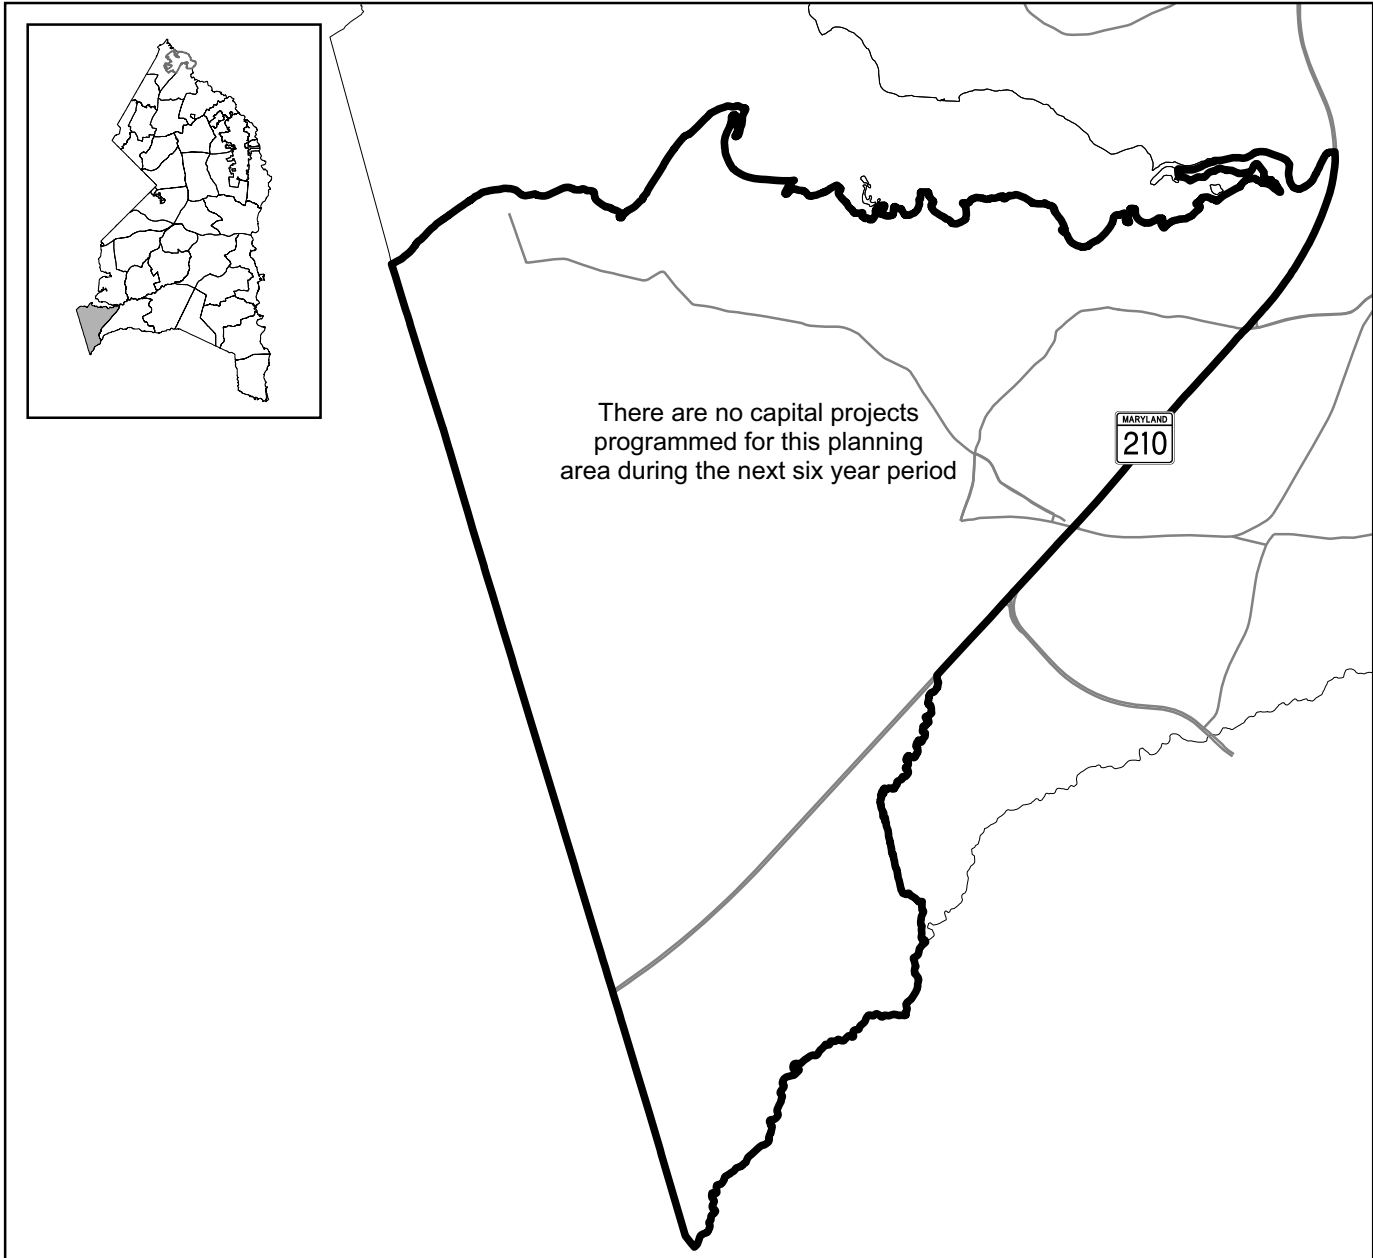 There are no capital projects
programmed for this planning
area during the next six year period
MARYLAND
210